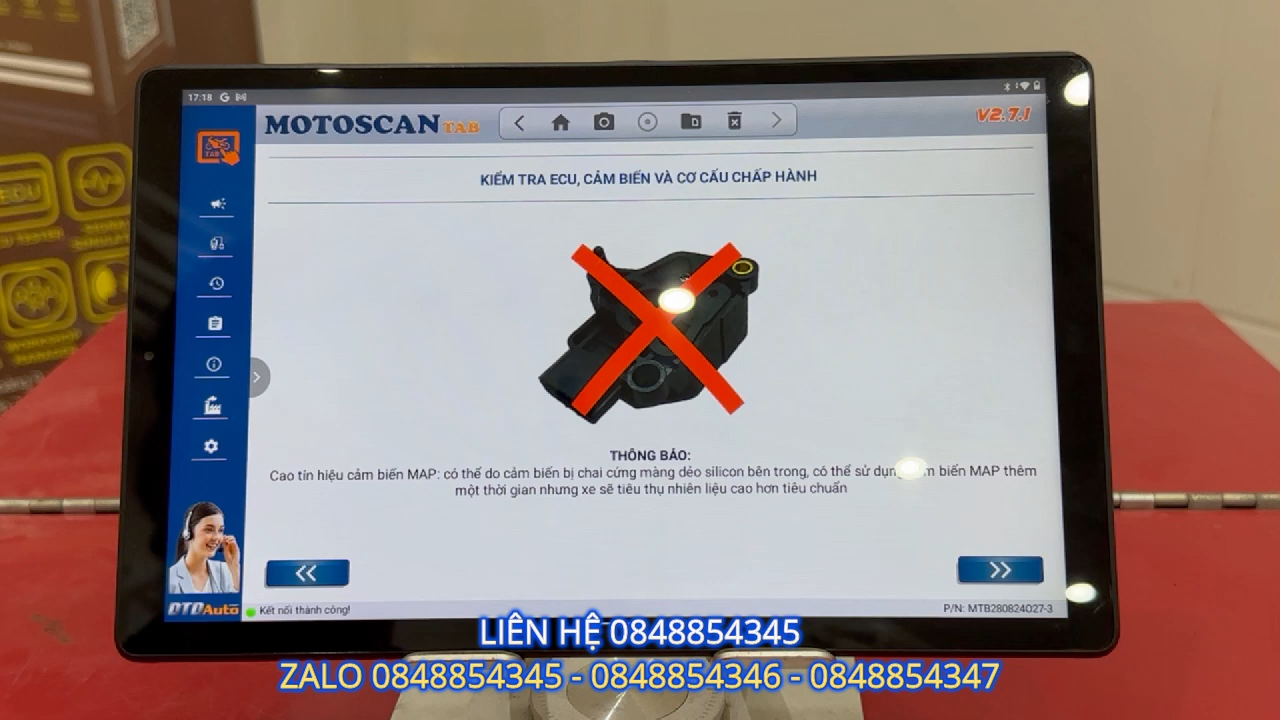 17:18
MOTOSCAN TAB
V2.7.1
TAB
KIỂM TRA ECU, CẢM BIẾN VÀ CƠ CẤU CHẤP HÀNH
THÔNG BÁO:
Cao tín hiệu cảm biến MAP: có thể do cảm biến bị chai cứng màng dẻo silicon bên trong, có thể sử biến MAP thêm
một thời gian nhưng xe sẽ tiêu thụ nhiên liệu cao hơn tiêu chuẩn
OTOAuto
Kết nối thành công!
P/N: MTB280824027-3
ECU
LIÊN HỆ 0848854345
ZALO 0848854345 - 0848854346 - 0848854347